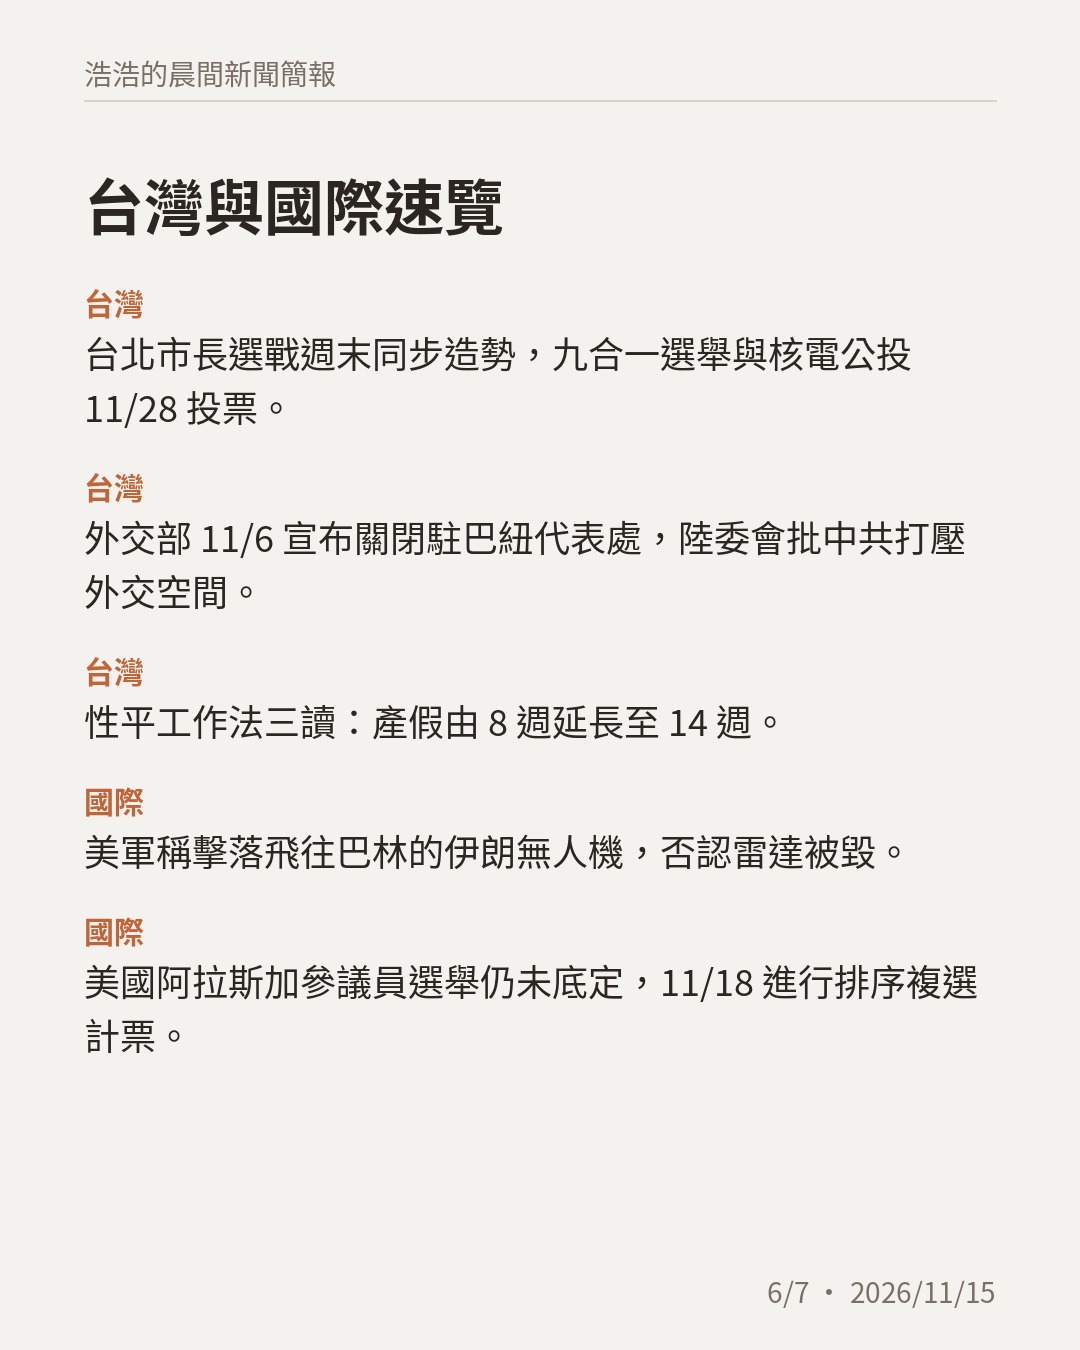 浩浩的晨間新聞簡報
台灣與國際速覽
台灣
台北市長選戰週末同步造勢，九合一選舉與核電公投
11/28 投票。
台灣
外交部 11/6 宣布關閉駐巴紐代表處，陸委會批中共打壓
外交空間。
台灣
性平工作法三讀：產假由 8 週延長至 14 週。
國際
美軍稱擊落飛往巴林的伊朗無人機，否認雷達被毀。
國際
美國阿拉斯加參議員選舉仍未底定，11/18 進行排序複選
計票。
6/7 · 2026/11/15